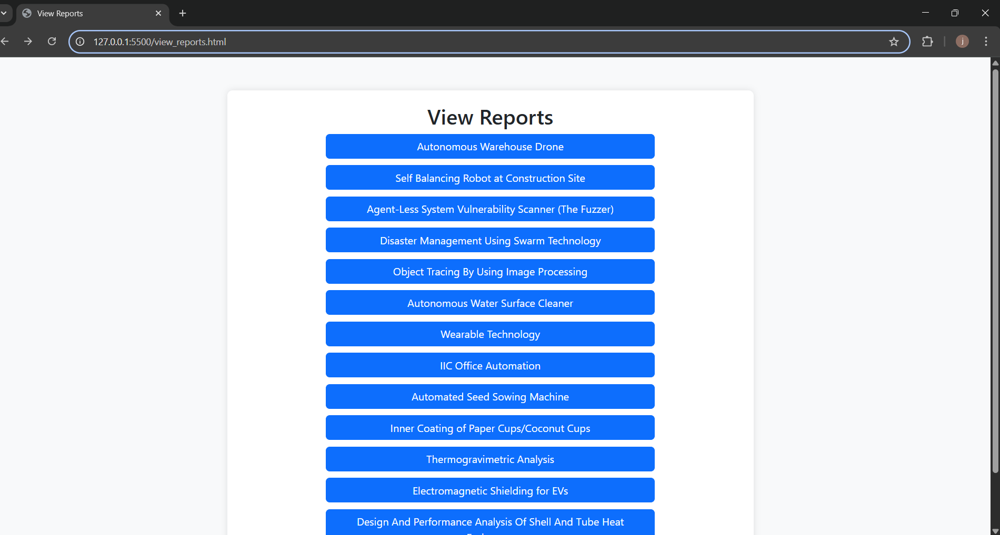 View Reports
127.0.0.1:5500/view_reports.html
j
View Reports
Autonomous Warehouse Drone
Self Balancing Robot at Construction Site
Agent-Less System Vulnerability Scanner (The Fuzzer)
Disaster Management Using Swarm Technology
Object Tracing By Using Image Processing
Autonomous Water Surface Cleaner
Wearable Technology
IIC Office Automation
Automated Seed Sowing Machine
Inner Coating of Paper Cups/Coconut Cups
Thermogravimetric Analysis
Electromagnetic Shielding for EVs
Design And Performance Analysis Of Shell And Tube Heat